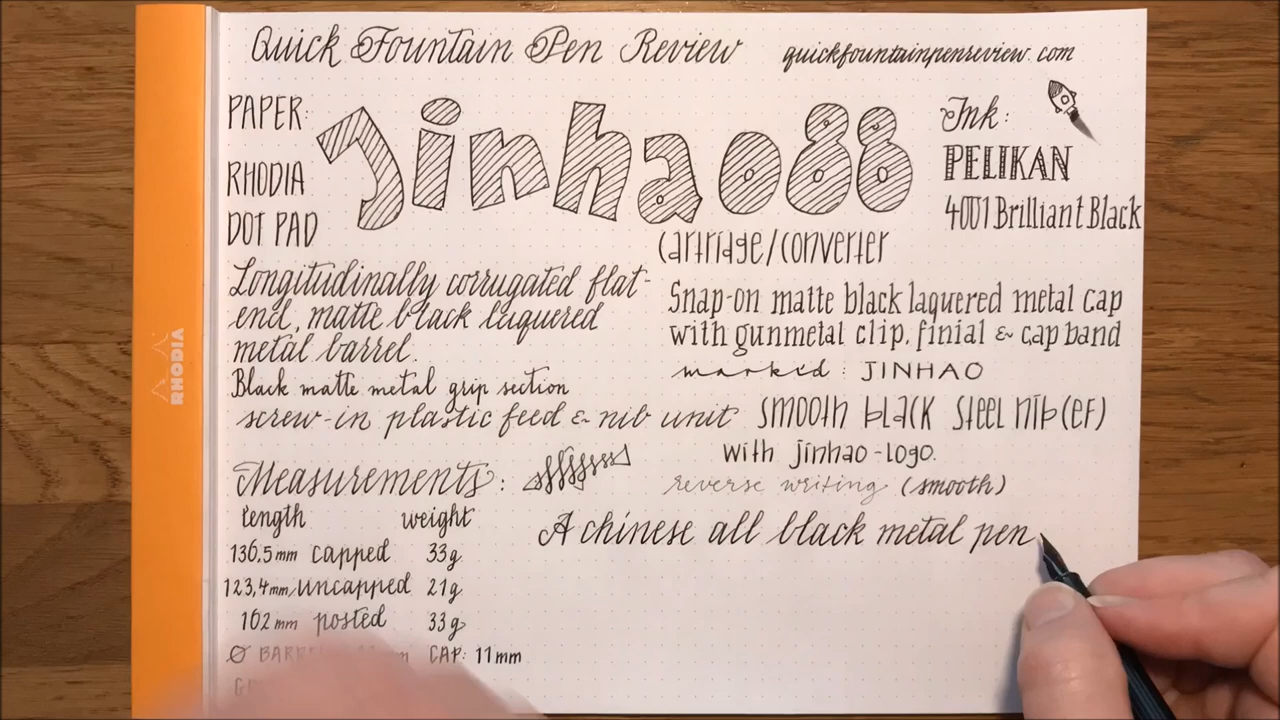 Quick Fountain Pen Review
quickfountainpenreview.com
PAPER:
RHODIA
DOT PAD
Jinhao88
Ink:
PELIKAN
4001 Brilliant Black
Cartridge/converter
Longitudinally corrugated flat-
end, matte black laquered
metal barrel.
Black matte metal grip section
screw-in plastic feed & nib unit
Snap-on matte black laquered metal cap
with gunmetal clip, finial & cap band
marked: JINHAO
smooth black steel nib (EF)
with jinhao-logo.
reverse writing (smooth)
Measurements:
length weight
136,5mm capped 33g
123,4mm uncapped 21g
162mm posted 33g
Ø CAP: 11mm
A chinese all black metal pen
RHODIA